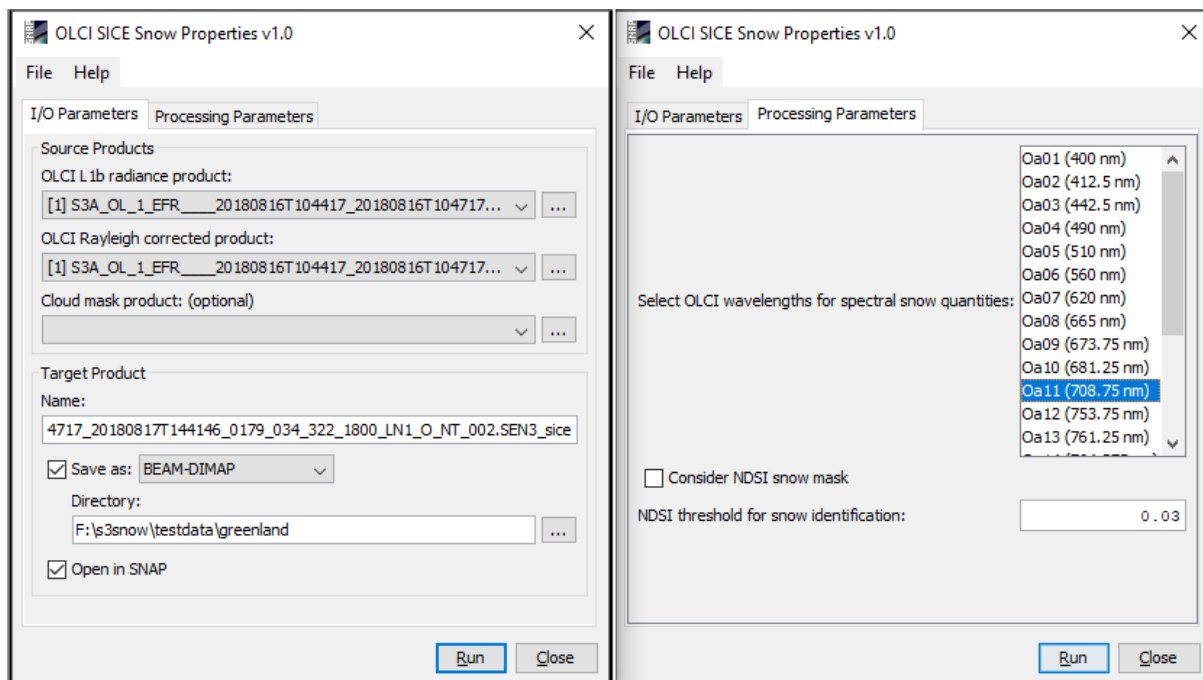 OLCI SICE Snow Properties v1.0
File Help
I/O Parameters Processing Parameters
Source Products
OLCI L1b radiance product:
[1] S3A_OL_1_EFR____20180816T104417_20180816T104717... ...
OLCI Rayleigh corrected product:
[1] S3A_OL_1_EFR____20180816T104417_20180816T104717... ...
Cloud mask product: (optional)
...
Target Product
Name:
4717_20180817T144146_0179_034_322_1800_LN1_O_NT_002.SEN3_sice
Save as: BEAM-DIMAP
Directory:
F:\s3snow\testdata\greenland ...
Open in SNAP
Run Close
OLCI SICE Snow Properties v1.0
File Help
I/O Parameters Processing Parameters
Select OLCI wavelengths for spectral snow quantities:
Oa01 (400 nm)
Oa02 (412.5 nm)
Oa03 (442.5 nm)
Oa04 (490 nm)
Oa05 (510 nm)
Oa06 (560 nm)
Oa07 (620 nm)
Oa08 (665 nm)
Oa09 (673.75 nm)
Oa10 (681.25 nm)
Oa11 (708.75 nm)
Oa12 (753.75 nm)
Oa13 (761.25 nm)
Consider NDSI snow mask
NDSI threshold for snow identification: 0.03
Run Close